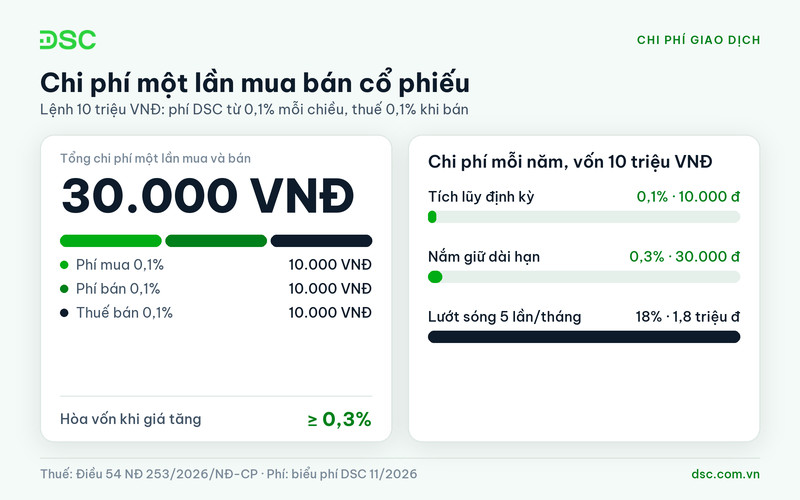 DSC
CHI PHÍ GIAO DỊCH
Chi phí một lần mua bán cổ phiếu
Lệnh 10 triệu VNĐ: phí DSC từ 0,1% mỗi chiều, thuế 0,1% khi bán
Tổng chi phí một lần mua và bán
30.000 VNĐ
Phí mua 0,1% 10.000 VNĐ
Phí bán 0,1% 10.000 VNĐ
Thuế bán 0,1% 10.000 VNĐ
Hòa vốn khi giá tăng ≥ 0,3%
Chi phí mỗi năm, vốn 10 triệu VNĐ
Tích lũy định kỳ 0,1% · 10.000 đ
Nắm giữ dài hạn 0,3% · 30.000 đ
Lướt sóng 5 lần/tháng 18% · 1,8 triệu đ
Thuế: Điều 54 NĐ 253/2026/NĐ-CP · Phí: biểu phí DSC 11/2026
dsc.com.vn